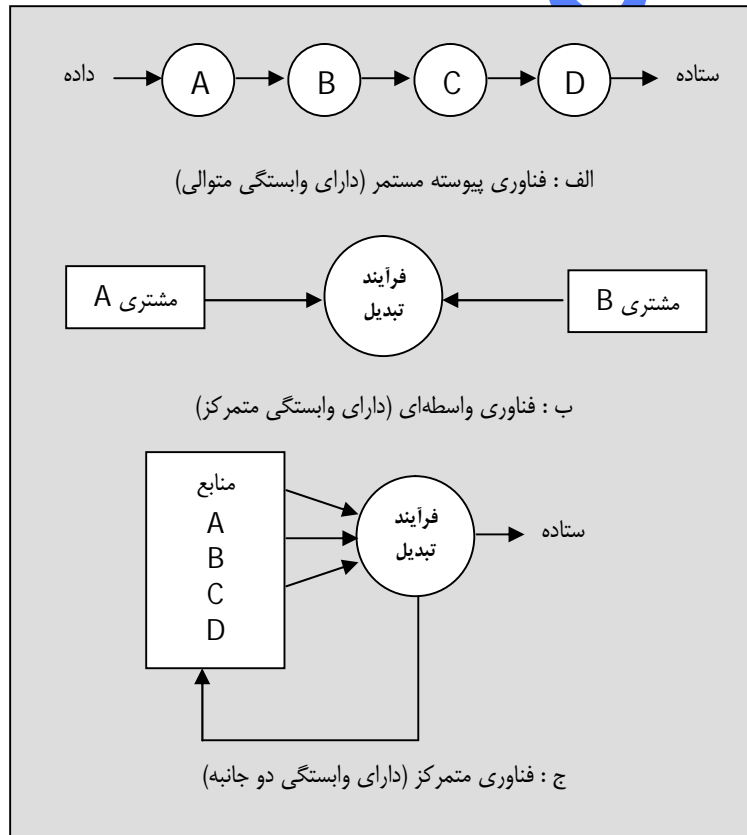 داده A B C D ستاده
الف : فناوری پیوسته مستمر (دارای وابستگی متوالی)
مشتری A
فرآیند
تبدیل
مشتری B
ب : فناوری واسطه‌ای (دارای وابستگی متمرکز)
منابع
A
B
C
D
فرآیند
تبدیل
ستاده
ج : فناوری متمرکز (دارای وابستگی دو جانبه)